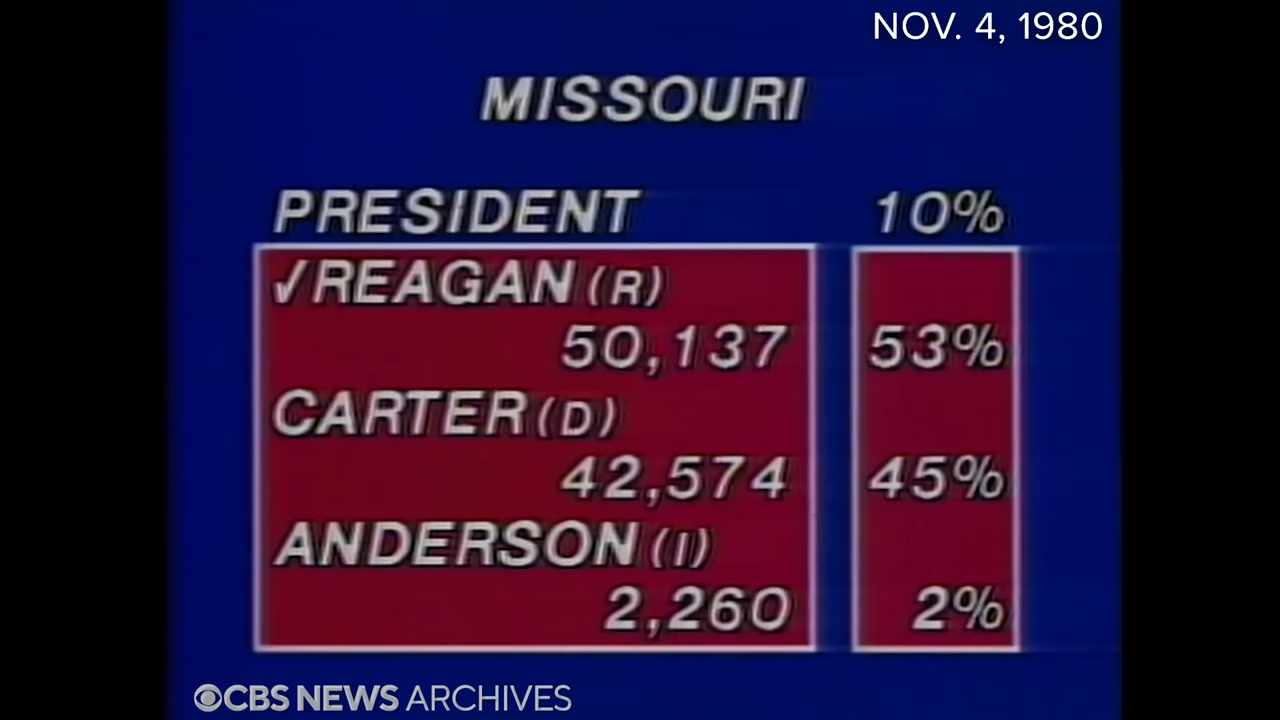 NOV. 4, 1980
MISSOURI
PRESIDENT 10%
✓REAGAN (R)
50,137 53%
CARTER (D)
42,574 45%
ANDERSON (I)
2,260 2%
CBS NEWS ARCHIVES